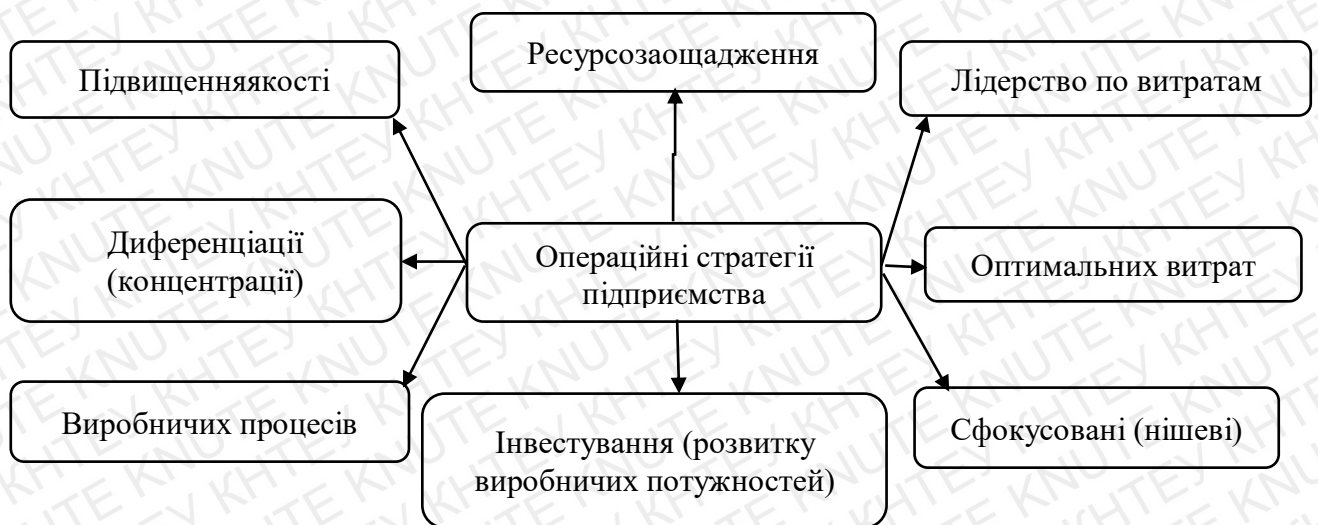 Ресурсозаощадження
Підвищенняякості
Лідерство по витратам
Диференціації
(концентрації)
Операційні стратегії
підприємства
Оптимальних витрат
Виробничих процесів
Інвестування (розвитку
виробничих потужностей)
Сфокусовані (нішеві)